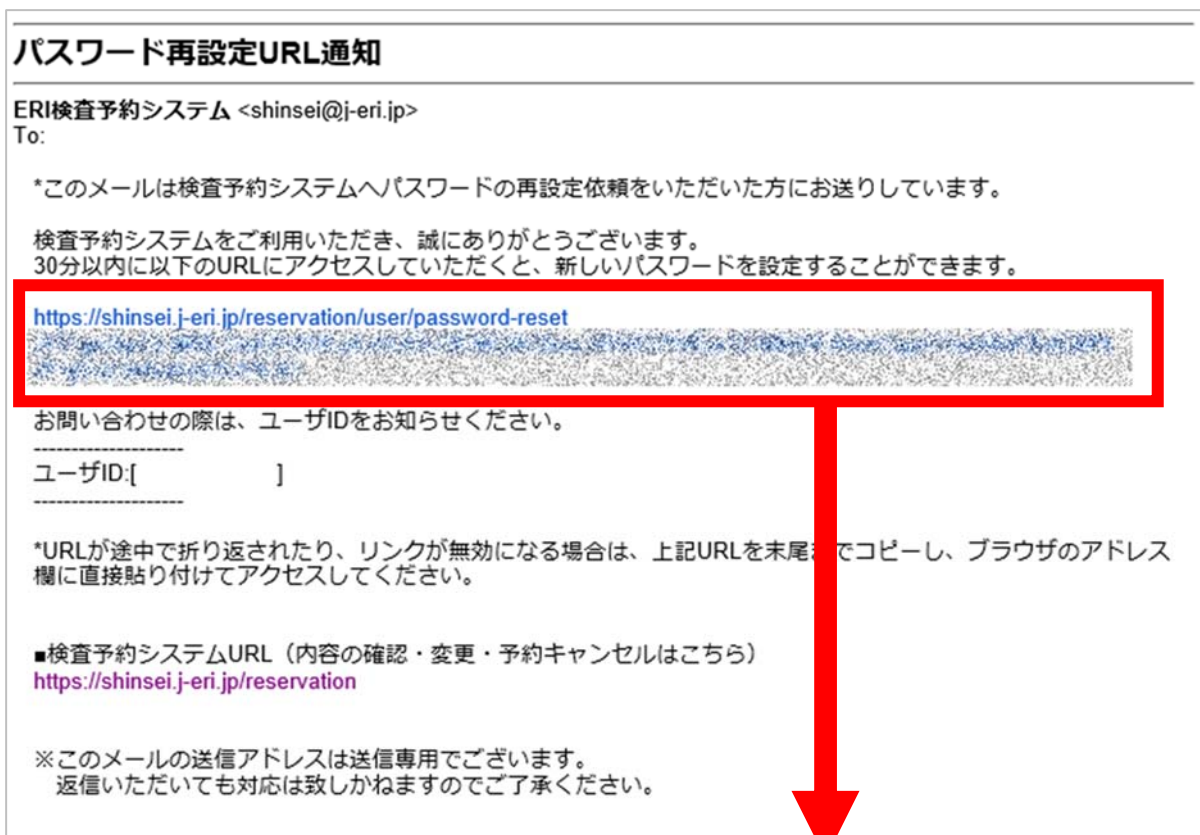 パスワード再設定URL通知
ERI検査予約システム <shinsei@j-eri.jp>
To:
*このメールは検査予約システムへパスワードの再設定依頼をいただいた方にお送りしています。
検査予約システムをご利用いただき、誠にありがとうございます。
30分以内に以下のURLにアクセスしていただくと、新しいパスワードを設定することができます。
https://shinsei.j-eri.jp/reservation/user/password-reset
お問い合わせの際は、ユーザIDをお知らせください。
--------------------
ユーザID:[ ]
--------------------
*URLが途中で折り返されたり、リンクが無効になる場合は、上記URLを末尾までコピーし、ブラウザのアドレス
欄に直接貼り付けてアクセスしてください。
■検査予約システムURL（内容の確認・変更・予約キャンセルはこちら）
https://shinsei.j-eri.jp/reservation
※このメールの送信アドレスは送信専用でございます。
返信いただいても対応は致しかねますのでご了承ください。